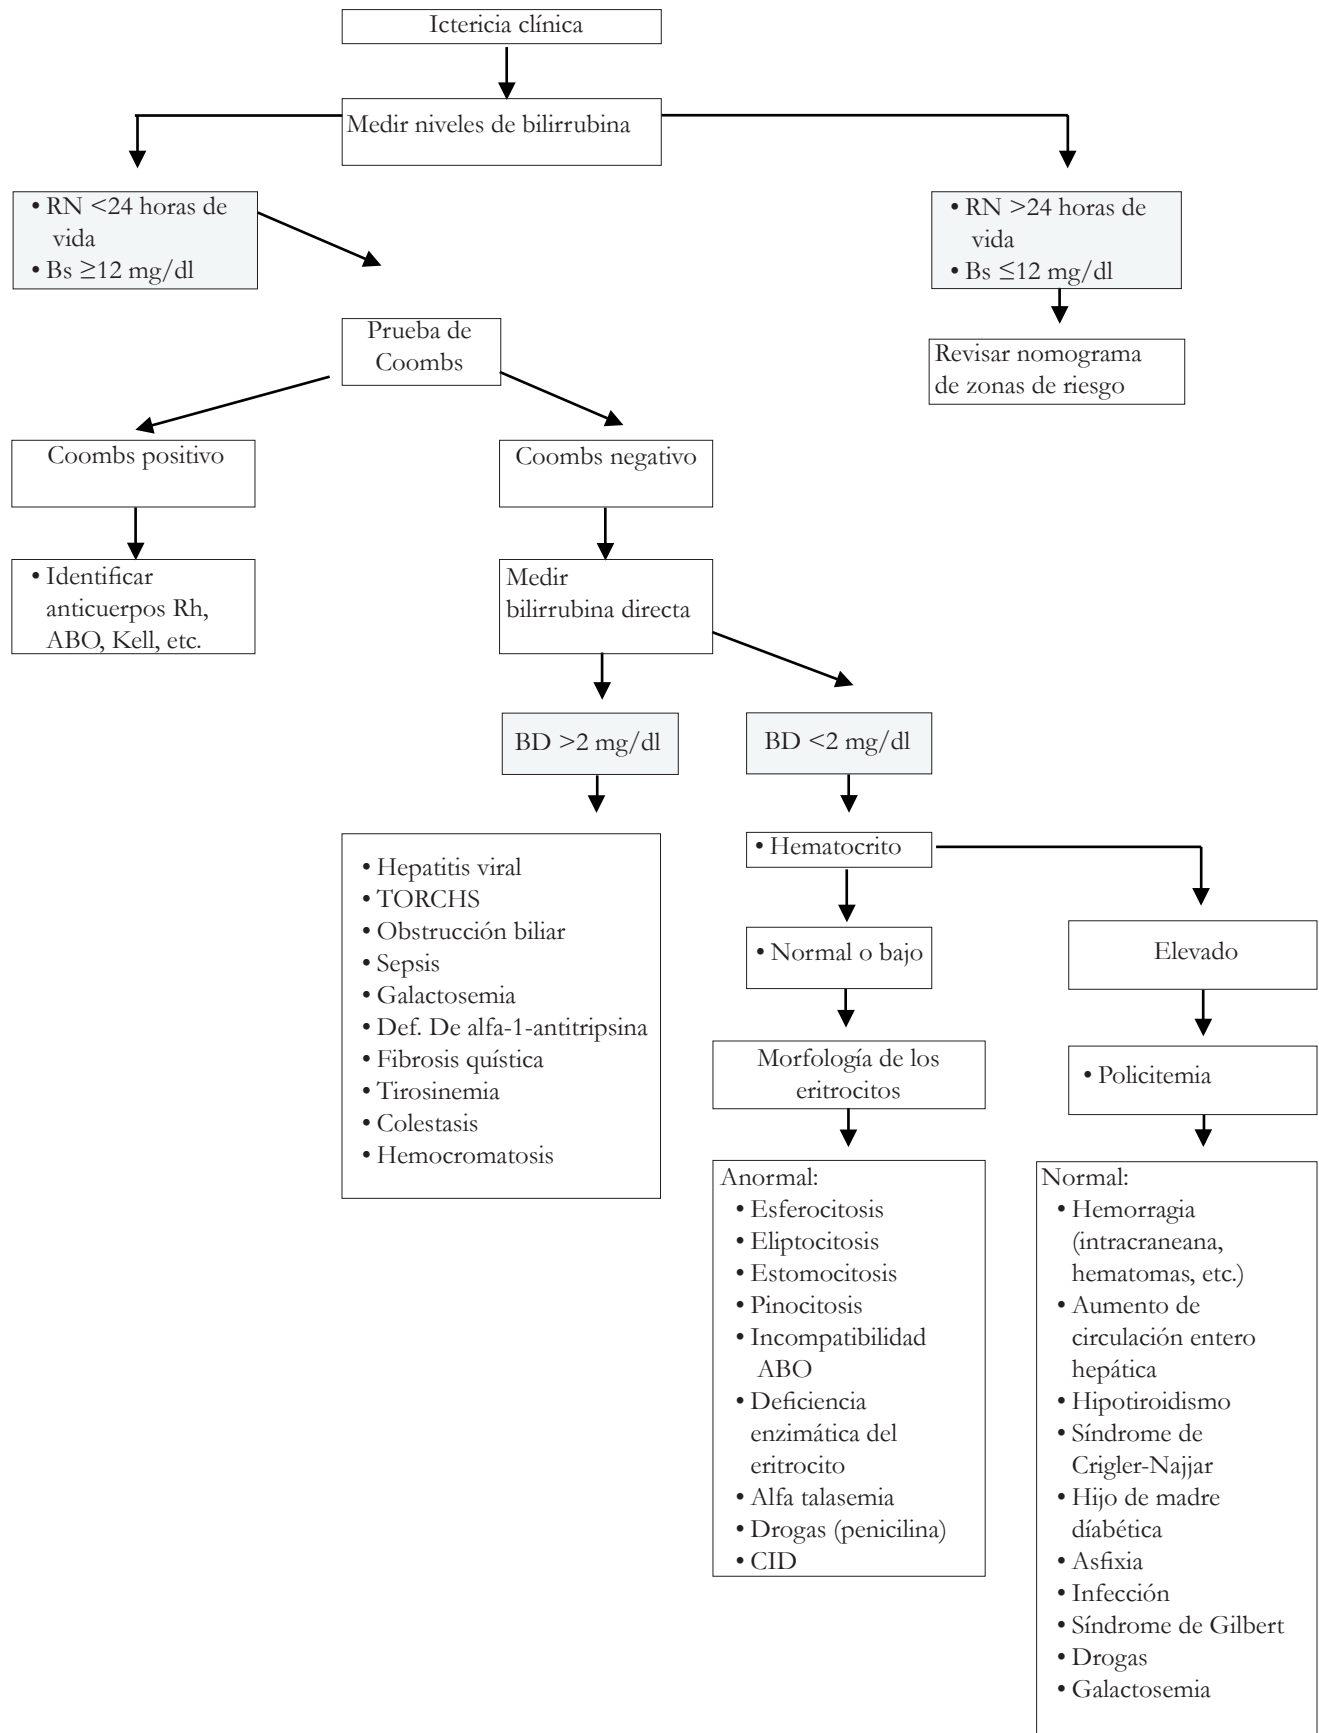 Ictericia clínica
Medir niveles de bilirrubina
• RN <24 horas de
vida
• Bs ≥12 mg/dl
• RN >24 horas de
vida
• Bs ≤12 mg/dl
Prueba de
Coombs
Revisar nomograma
de zonas de riesgo
Coombs positivo
Coombs negativo
• Identificar
anticuerpos Rh,
ABO, Kell, etc.
Medir
bilirrubina directa
BD >2 mg/dl
BD <2 mg/dl
• Hepatitis viral
• TORCHS
• Obstrucción biliar
• Sepsis
• Galactosemia
• Def. De alfa-1-antitripsina
• Fibrosis quística
• Tirosinemia
• Colestasis
• Hemocromatosis
• Hematocrito
• Normal o bajo
Elevado
Morfología de los
eritrocitos
• Policitemia
Anormal:
• Esferocitosis
• Eliptocitosis
• Estomocitosis
• Pinocitosis
• Incompatibilidad
ABO
• Deficiencia
enzimática del
eritrocito
• Alfa talasemia
• Drogas (penicilina)
• CID
Normal:
• Hemorragia
(intracraneana,
hematomas, etc.)
• Aumento de
circulación entero
hepática
• Hipotiroidismo
• Síndrome de
Crigler-Najjar
• Hijo de madre
díabética
• Asfixia
• Infección
• Síndrome de Gilbert
• Drogas
• Galactosemia